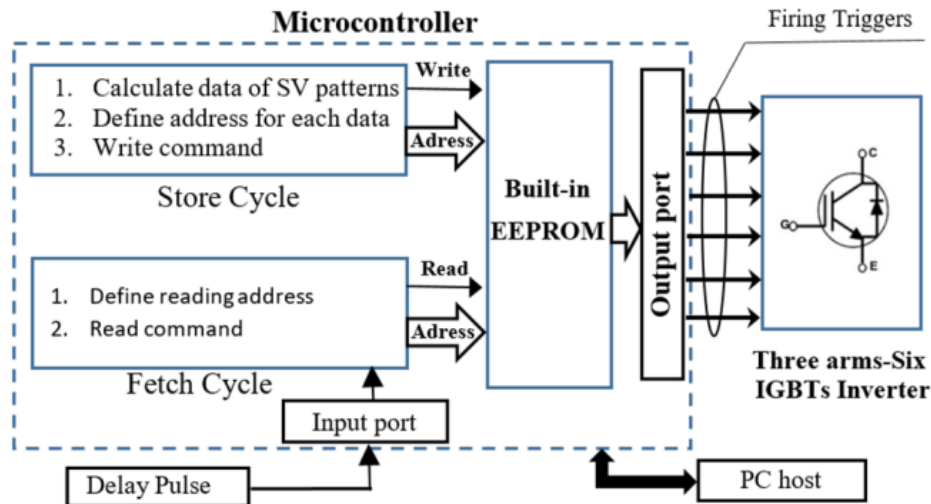 Microcontroller
Firing Triggers
1. Calculate data of SV patterns
2. Define address for each data
3. Write command
Store Cycle
Write
Adress
1. Define reading address
2. Read command
Fetch Cycle
Read
Adress
Built-in
EEPROM
Output port
C
G
E
Three arms-Six
IGBTs Inverter
Input port
Delay Pulse
PC host